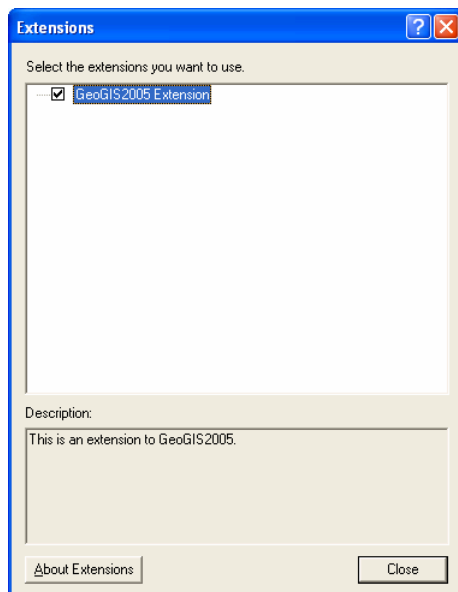 Extensions
Select the extensions you want to use.
GeoGIS2005 Extension
Description:
This is an extension to GeoGIS2005.
About Extensions
Close